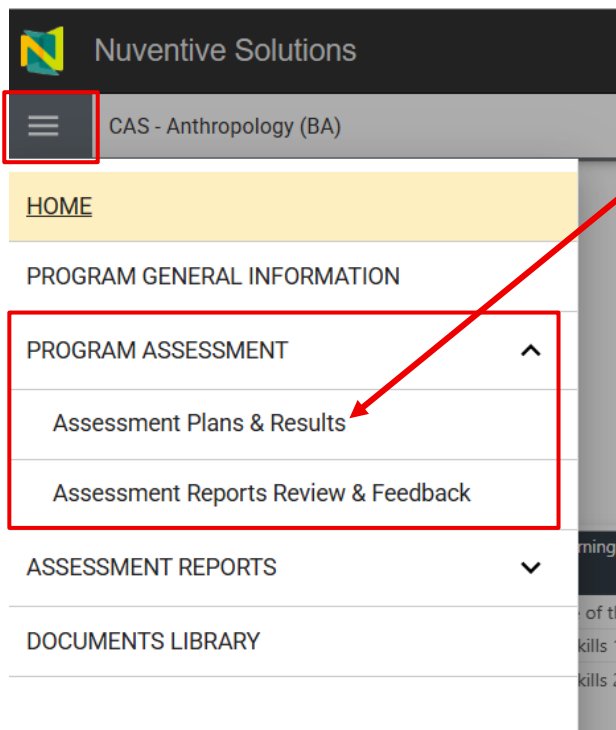 Nuventive Solutions
CAS - Anthropology (BA)
HOME
PROGRAM GENERAL INFORMATION
PROGRAM ASSESSMENT
Assessment Plans & Results
Assessment Reports Review & Feedback
ASSESSMENT REPORTS
DOCUMENTS LIBRARY
of